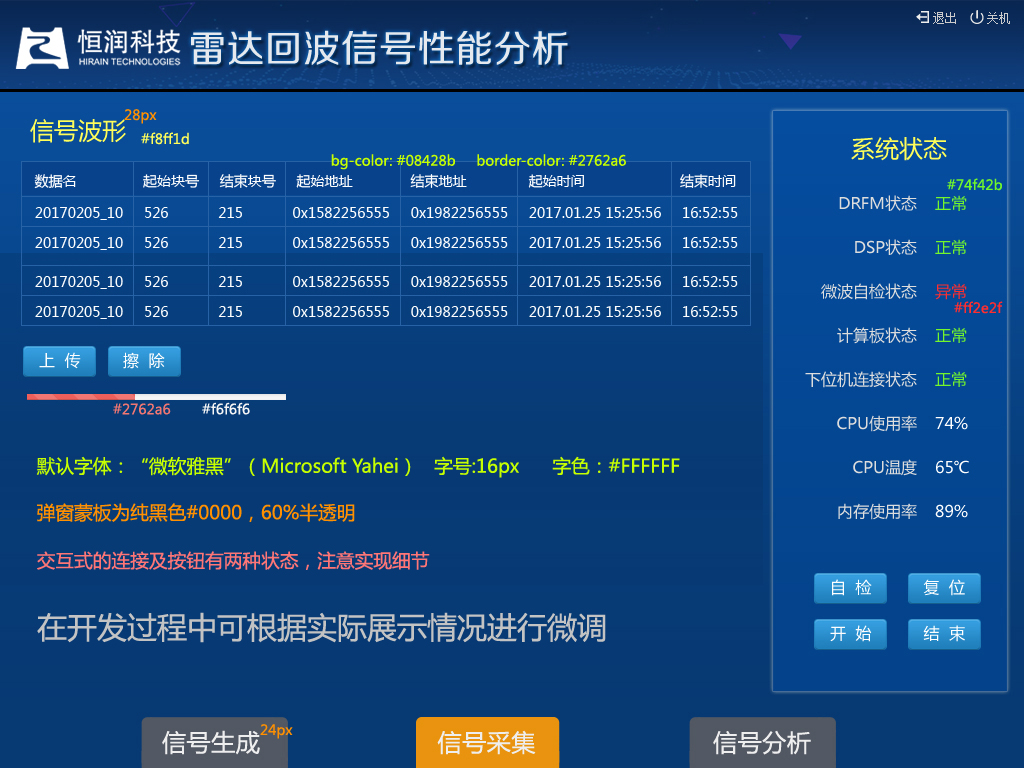 退出 关机
恒润科技 雷达回波信号性能分析
HIRAIN TECHNOLOGIES
信号波形 28px
#f8ff1d
bg-color: #08428b border-color: #2762a6
数据名 起始块号 结束块号 起始地址 结束地址 起始时间 结束时间
20170205_10 526 215 0x1582256555 0x1982256555 2017.01.25 15:25:56 16:52:55
20170205_10 526 215 0x1582256555 0x1982256555 2017.01.25 15:25:56 16:52:55
20170205_10 526 215 0x1582256555 0x1982256555 2017.01.25 15:25:56 16:52:55
20170205_10 526 215 0x1582256555 0x1982256555 2017.01.25 15:25:56 16:52:55
上 传 擦 除
#2762a6 #f6f6f6
默认字体：“微软雅黑”（Microsoft Yahei） 字号:16px 字色：#FFFFFF
弹窗蒙板为纯黑色#0000，60%半透明
交互式的连接及按钮有两种状态，注意实现细节
在开发过程中可根据实际展示情况进行微调
系统状态
#74f42b
DRFM状态 正常
DSP状态 正常
微波自检状态 异常
#ff2e2f
计算板状态 正常
下位机连接状态 正常
CPU使用率 74%
CPU温度 65℃
内存使用率 89%
自 检 复 位
开 始 结 束
信号生成 24px 信号采集 信号分析